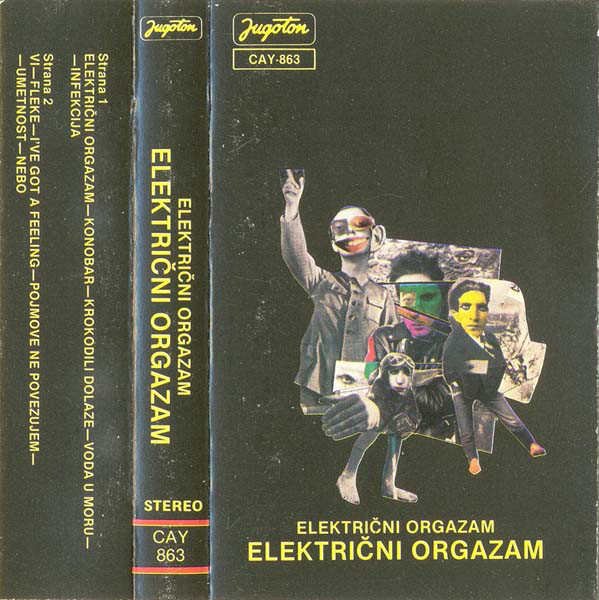 Strana 1
ELEKTRIČNI ORGAZAM—KONOBAR—KROKODILI DOLAZE—VODA U MORU—
—INFEKCIJA
Strana 2
VI—FLEKE—I'VE GOT A FEELING—POJMOVE NE POVEZUJEM—
—UMETNOST—NEBO
Jugoton
ELEKTRIČNI ORGAZAM
ELEKTRIČNI ORGAZAM
STEREO
CAY
863
Jugoton
CAY-863
ELEKTRIČNI ORGAZAM
ELEKTRIČNI ORGAZAM